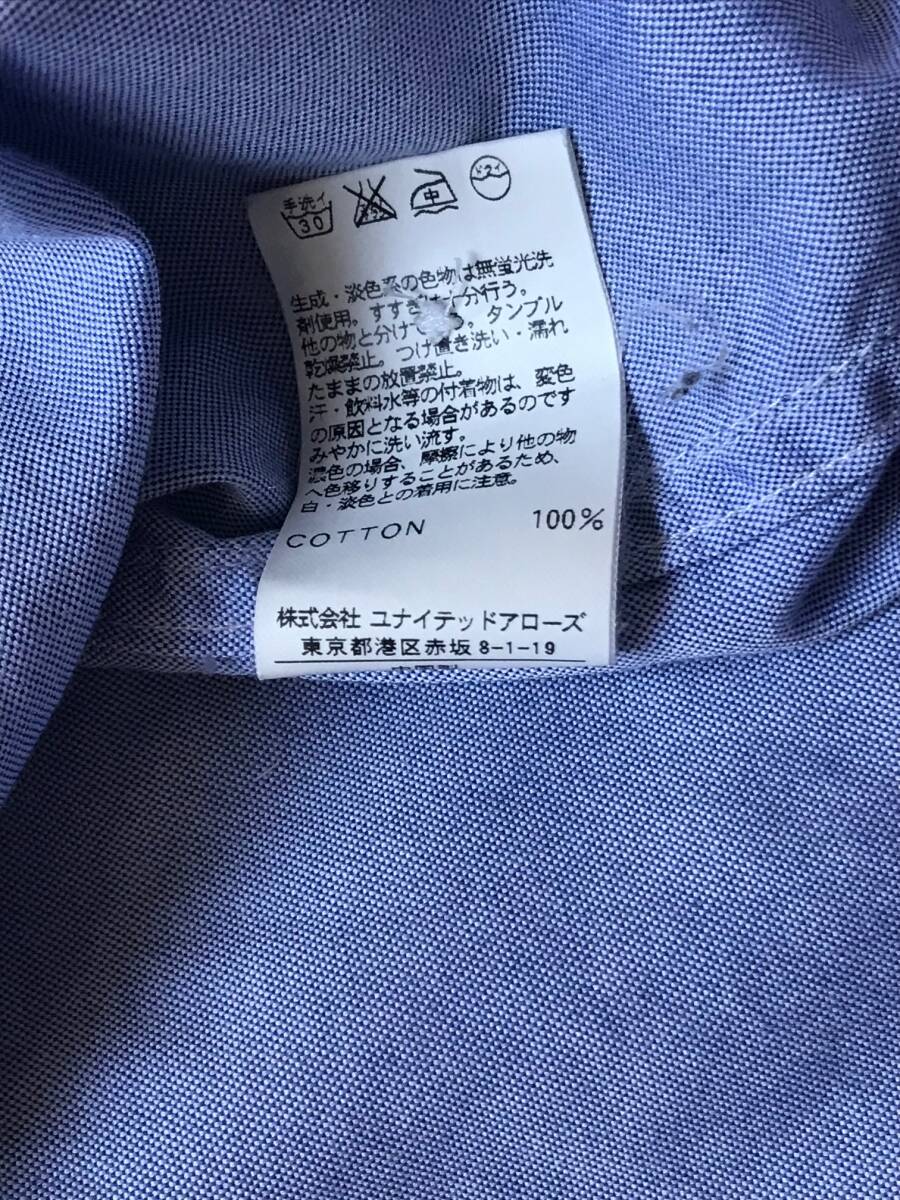 手洗イ 中 ドライ
30
生成・淡色系の色物は無蛍光洗
剤使用。すすぎは十分行う。
他の物と分けて洗う。タンブル
乾燥禁止。つけ置き洗い・濡れ
たままの放置禁止。
汗・飲料水等の付着物は、変色
の原因となる場合があるのです
みやかに洗い流す。
濃色の場合、摩擦により他の物
へ色移りすることがあるため、
白・淡色との着用に注意。
COTTON 100%
株式会社 ユナイテッドアローズ
東京都港区赤坂 8-1-19